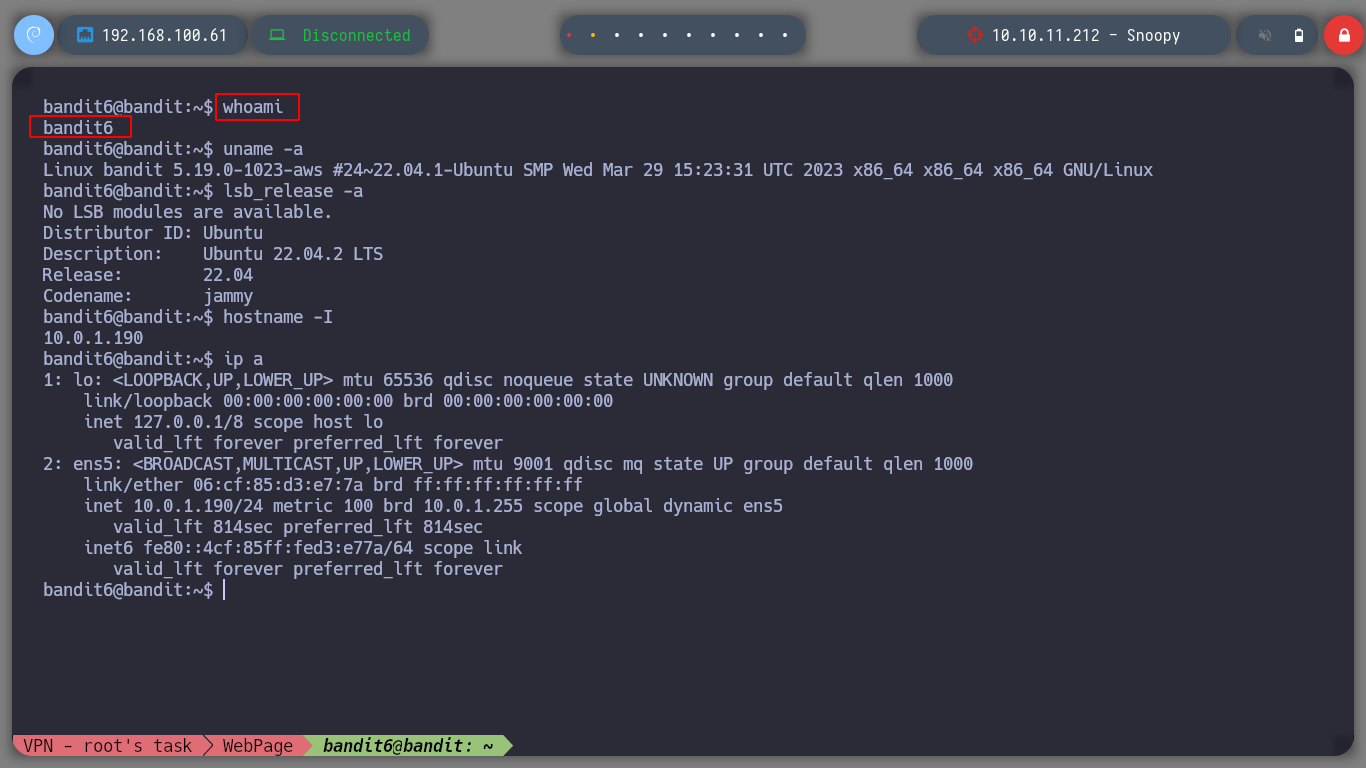 192.168.100.61
Disconnected
10.10.11.212 - Snoopy
bandit6@bandit:~$ whoami
bandit6
bandit6@bandit:~$ uname -a
Linux bandit 5.19.0-1023-aws #24~22.04.1-Ubuntu SMP Wed Mar 29 15:23:31 UTC 2023 x86_64 x86_64 x86_64 GNU/Linux
bandit6@bandit:~$ lsb_release -a
No LSB modules are available.
Distributor ID: Ubuntu
Description:    Ubuntu 22.04.2 LTS
Release:        22.04
Codename:       jammy
bandit6@bandit:~$ hostname -I
10.0.1.190
bandit6@bandit:~$ ip a
1: lo: <LOOPBACK,UP,LOWER_UP> mtu 65536 qdisc noqueue state UNKNOWN group default qlen 1000
    link/loopback 00:00:00:00:00:00 brd 00:00:00:00:00:00
    inet 127.0.0.1/8 scope host lo
       valid_lft forever preferred_lft forever
2: ens5: <BROADCAST,MULTICAST,UP,LOWER_UP> mtu 9001 qdisc mq state UP group default qlen 1000
    link/ether 06:cf:85:d3:e7:7a brd ff:ff:ff:ff:ff:ff
    inet 10.0.1.190/24 metric 100 brd 10.0.1.255 scope global dynamic ens5
       valid_lft 814sec preferred_lft 814sec
    inet6 fe80::4cf:85ff:fed3:e77a/64 scope link
       valid_lft forever preferred_lft forever
bandit6@bandit:~$
VPN - root's task
WebPage
bandit6@bandit: ~